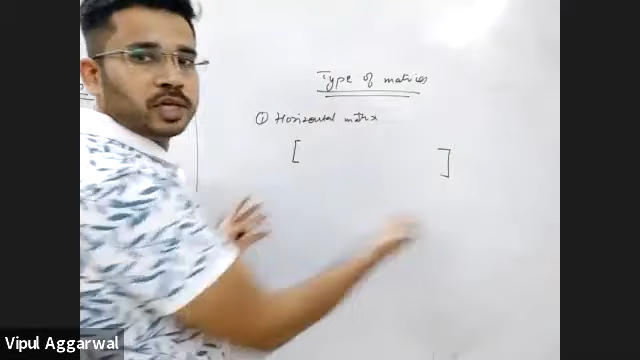 Type of matrices
① Horizontal matrix
[ ]
Vipul Aggarwal